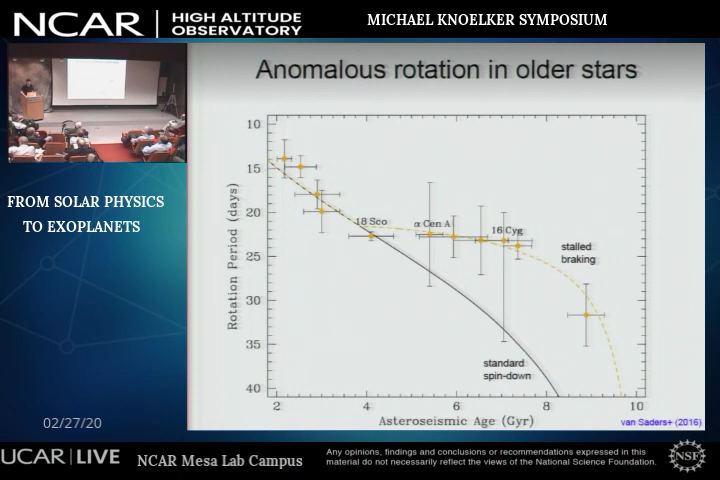 NCAR
HIGH ALTITUDE
OBSERVATORY
MICHAEL KNOELKER SYMPOSIUM
FROM SOLAR PHYSICS
TO EXOPLANETS
02/27/20
Anomalous rotation in older stars
Rotation Period (days)
10
15
20
25
30
35
40
18 Sco
α Cen A
16 Cyg
stalled
braking
standard
spin-down
2
4
6
8
10
Asteroseismic Age (Gyr)
van Saders+ (2016)
UCAR | LIVE
NCAR Mesa Lab Campus
Any opinions, findings and conclusions or recommendations expressed in this
material do not necessarily reflect the views of the National Science Foundation.
NSF